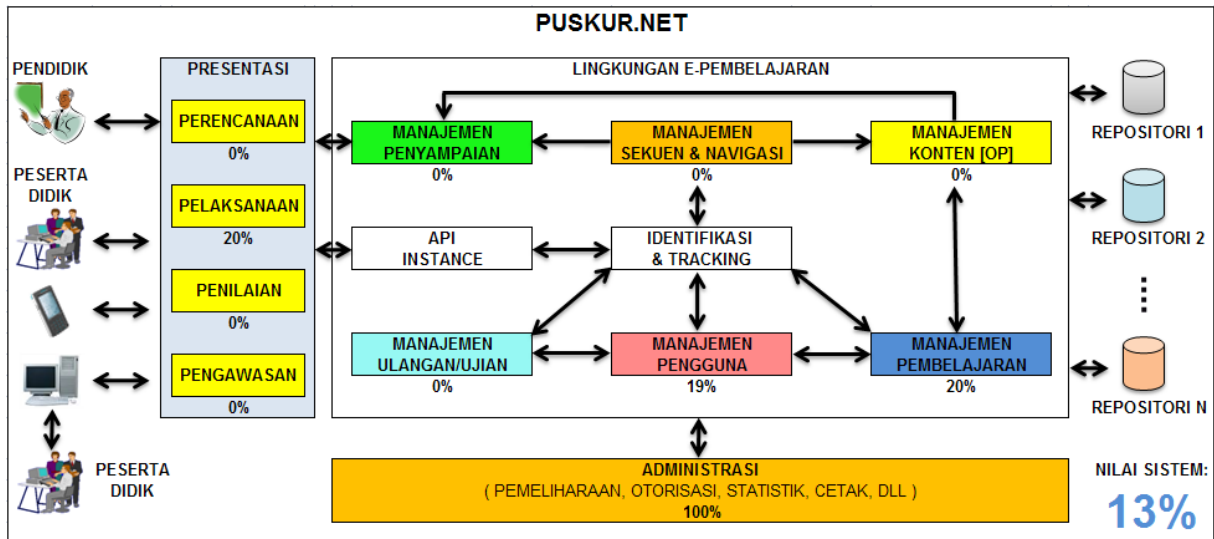 PUSKUR.NET
PENDIDIK
PRESENTASI
LINGKUNGAN E-PEMBELAJARAN
PERENCANAAN
0%
MANAJEMEN
PENYAMPAIAN
0%
MANAJEMEN
SEKUEN & NAVIGASI
0%
MANAJEMEN
KONTEN [OP]
0%
REPOSITORI 1
PESERTA
DIDIK
PELAKSANAAN
20%
API
INSTANCE
IDENTIFIKASI
& TRACKING
REPOSITORI 2
PENILAIAN
0%
MANAJEMEN
ULANGAN/UJIAN
0%
MANAJEMEN
PENGGUNA
19%
MANAJEMEN
PEMBELAJARAN
20%
PENGAWASAN
0%
REPOSITORI N
PESERTA
DIDIK
ADMINISTRASI
( PEMELIHARAAN, OTORISASI, STATISTIK, CETAK, DLL )
100%
NILAI SISTEM:
13%